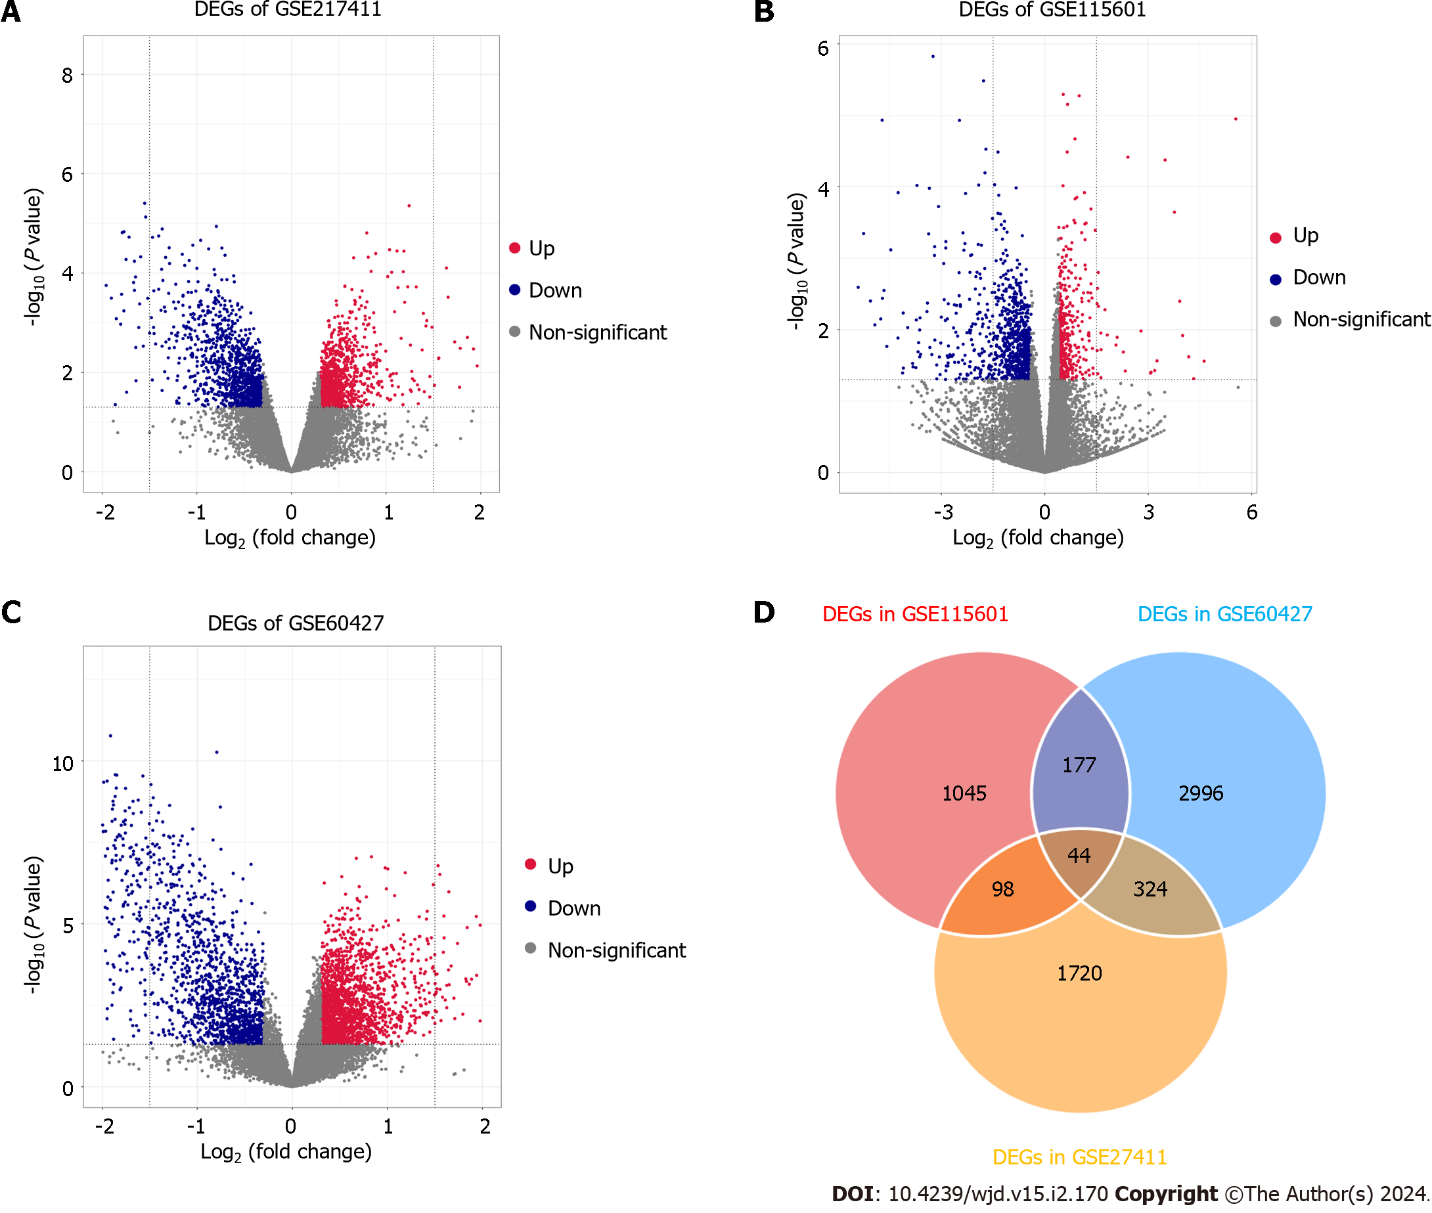 A
DEGs of GSE217411
-log10 (P value)
8
6
4
2
0
-2 -1 0 1 2
Log2 (fold change)
Up
Down
Non-significant
B
DEGs of GSE115601
-log10 (P value)
6
4
2
0
-3 0 3 6
Log2 (fold change)
Up
Down
Non-significant
C
DEGs of GSE60427
-log10 (P value)
10
5
0
-2 -1 0 1 2
Log2 (fold change)
Up
Down
Non-significant
D
DEGs in GSE115601 DEGs in GSE60427
177
1045 2996
44
98 324
1720
DEGs in GSE27411
DOI: 10.4239/wjd.v15.i2.170 Copyright ©The Author(s) 2024.